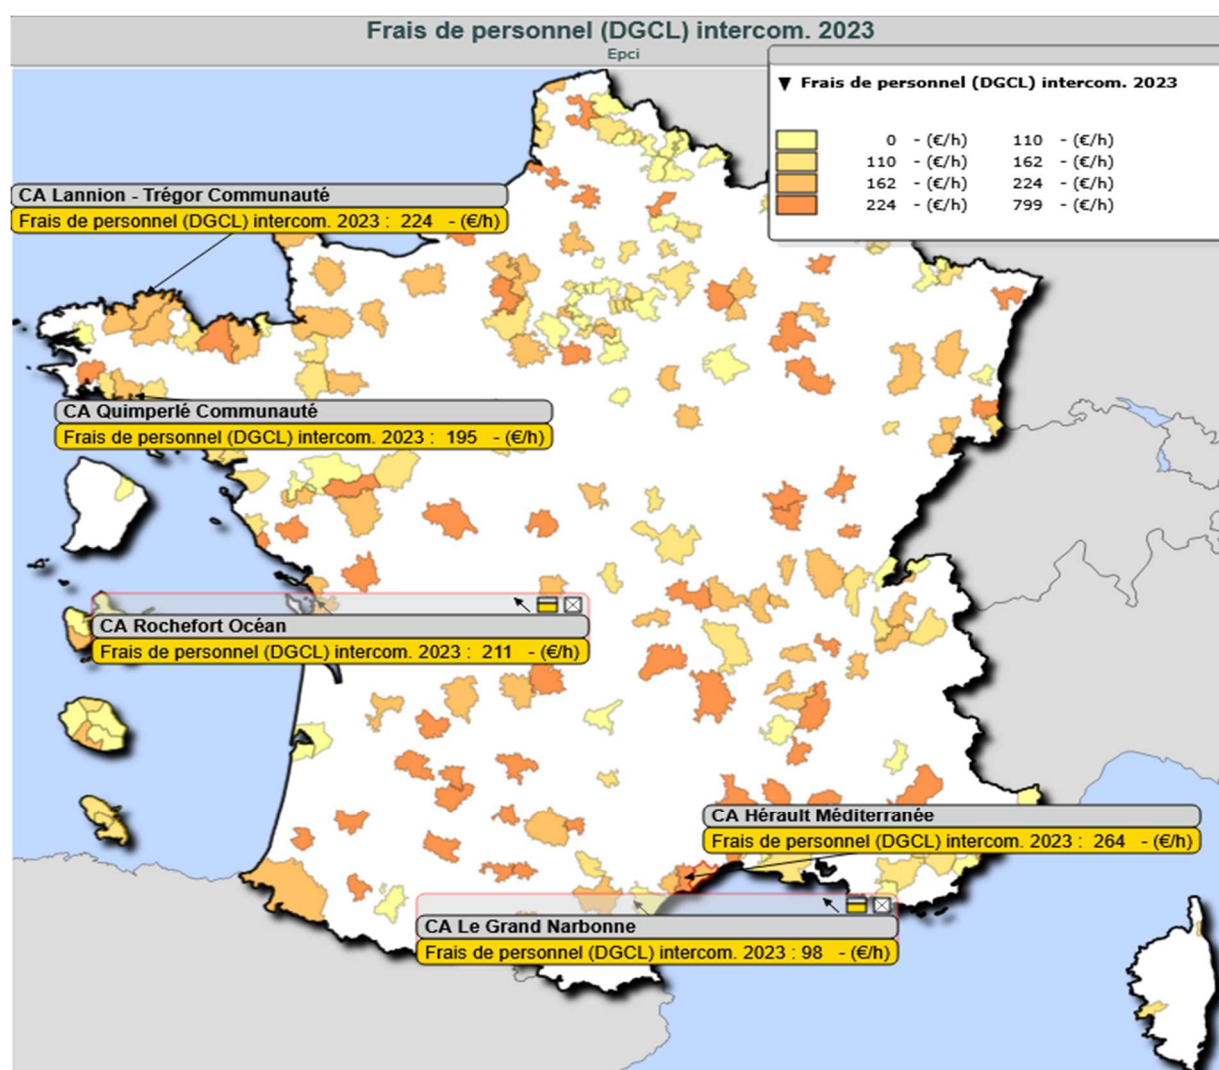 Frais de personnel (DGCL) intercom. 2023
Epci
▼ Frais de personnel (DGCL) intercom. 2023
0 - (€/h) 110 - (€/h)
110 - (€/h) 162 - (€/h)
162 - (€/h) 224 - (€/h)
224 - (€/h) 799 - (€/h)
CA Lannion - Trégor Communauté
Frais de personnel (DGCL) intercom. 2023 : 224 - (€/h)
CA Quimperlé Communauté
Frais de personnel (DGCL) intercom. 2023 : 195 - (€/h)
CA Rochefort Océan
Frais de personnel (DGCL) intercom. 2023 : 211 - (€/h)
CA Hérault Méditerranée
Frais de personnel (DGCL) intercom. 2023 : 264 - (€/h)
CA Le Grand Narbonne
Frais de personnel (DGCL) intercom. 2023 : 98 - (€/h)